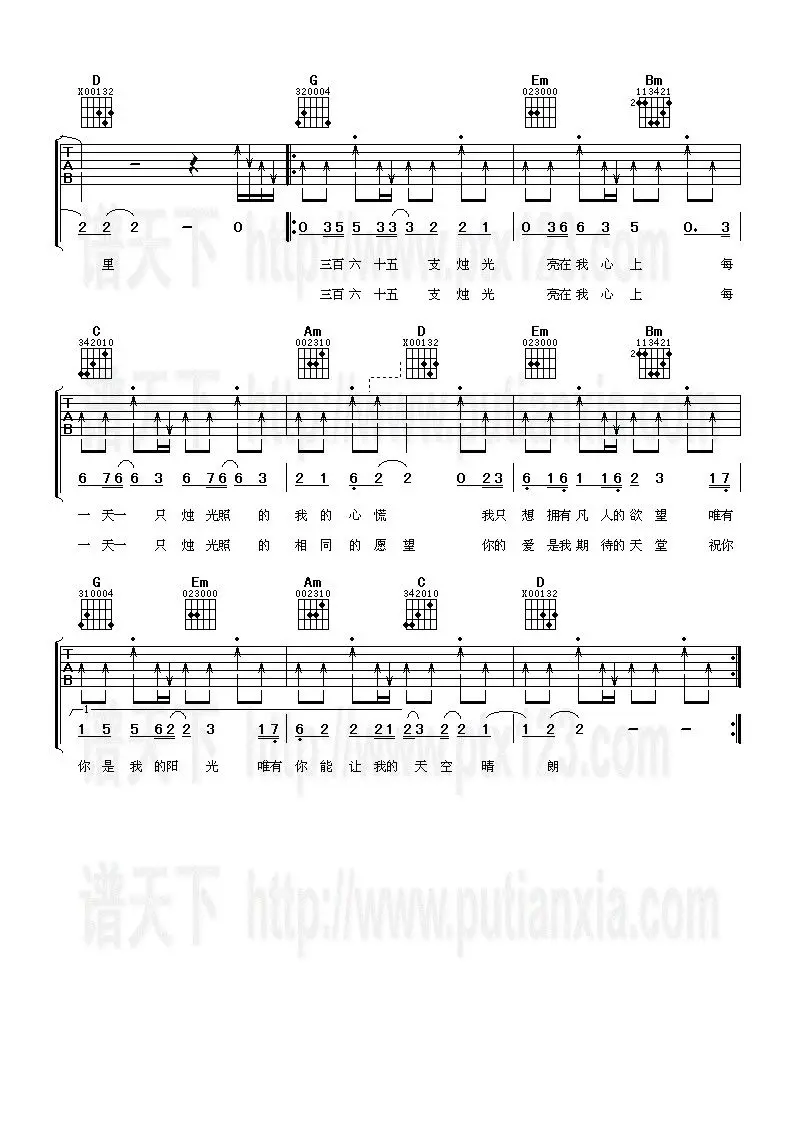 D G Em Bm
X00132 320004 023000 113421
2
T A B
2 2 2 - 0 0 35 5 33 3 2 2 1 0 36 6 3 5 0. 3
里 三百六 十五 支 烛 光 亮在我 心 上 每
三百六 十五 支 烛 光 亮在我 心 上 每
C Am D Em Bm
342010 002310 X00132 023000 113421
2
T A B
6 76 6 3 6 76 6 3 2 1 6 2 2 0 23 6 16 1 16 2 3 17
一 天一 一 只 烛 光照 的 我 的 心 慌 我只 想 拥有 凡 人的 欲 望 唯有
一 天一 一 只 烛 光照 的 相 同 的 愿 望 你的 爱 是我 期 待的 天 堂 祝你
G Em Am C D
310004 023000 002310 342010 X00132
T A B
1
1 5 5 62 2 3 17 6 2 2 21 23 2 2 1 1 2 2 - -
你 是 我 的阳 光 唯有 你 能 让 我的 天 空 晴 朗
谱天下 http://www.ptx123.com
谱天下 http://www.putianxia.com
谱天下 http://www.ptx123.com
谱天下 http://www.putianxia.com